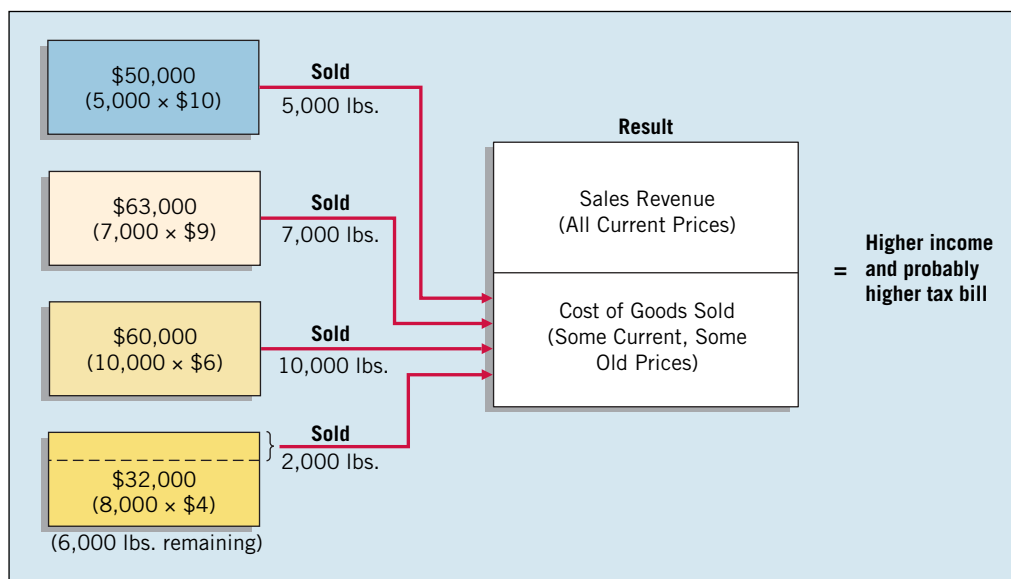 $50,000
(5,000 × $10)
Sold
5,000 lbs.
$63,000
(7,000 × $9)
Sold
7,000 lbs.
$60,000
(10,000 × $6)
Sold
10,000 lbs.
$32,000
(8,000 × $4)
(6,000 lbs. remaining)
Sold
2,000 lbs.
Result
Sales Revenue
(All Current Prices)
Cost of Goods Sold
(Some Current, Some
Old Prices)
=
Higher income
and probably
higher tax bill